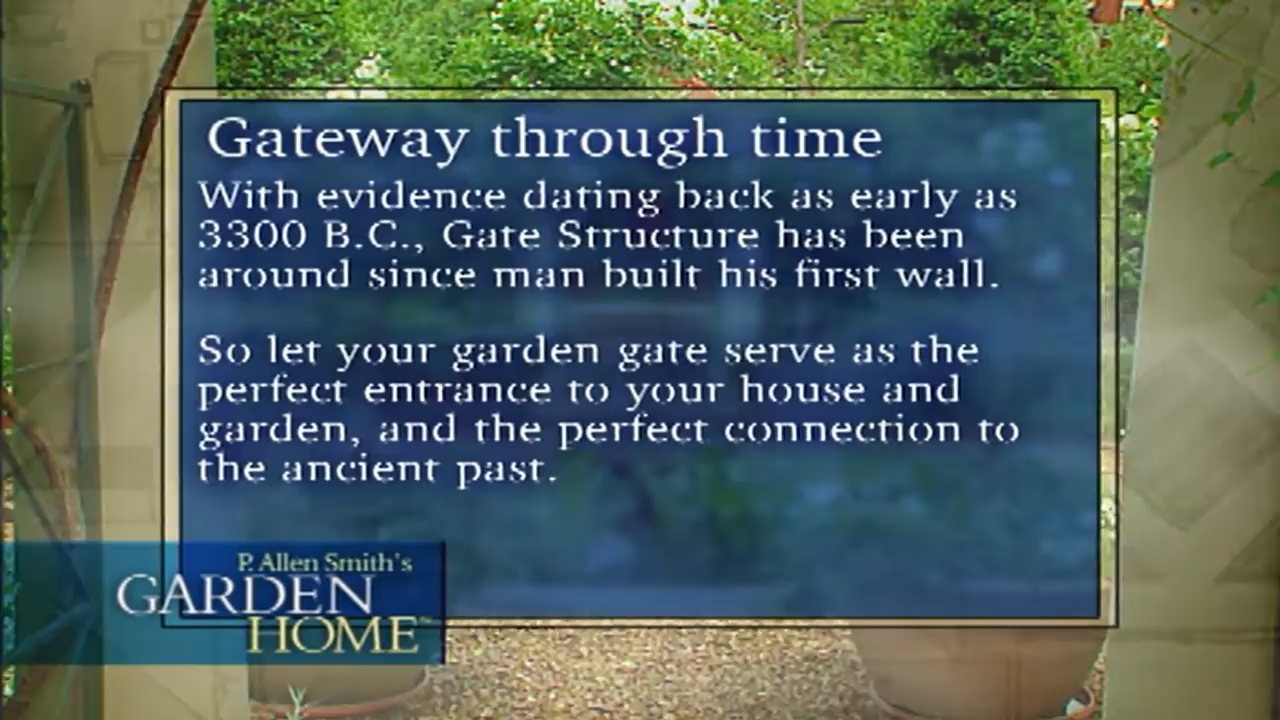 Gateway through time
With evidence dating back as early as
3300 B.C., Gate Structure has been
around since man built his first wall.
So let your garden gate serve as the
perfect entrance to your house and
garden, and the perfect connection to
the ancient past.
P. Allen Smith's
GARDEN
HOME™